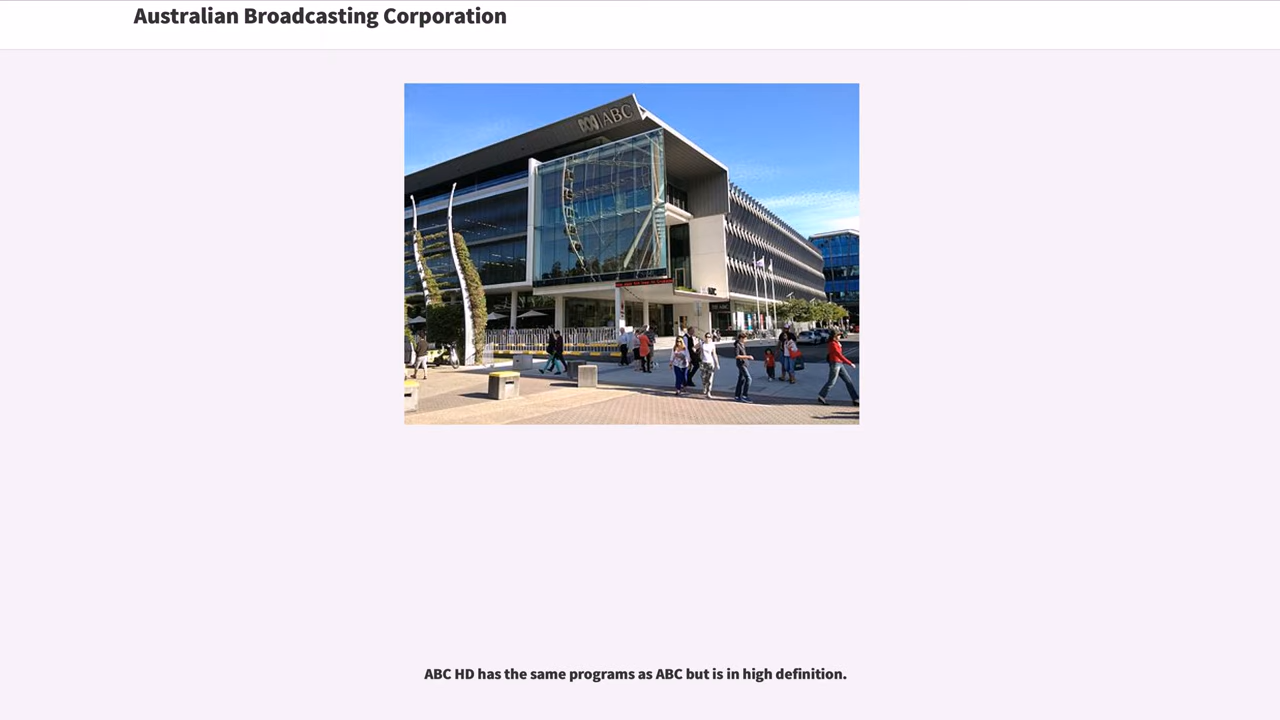 Australian Broadcasting Corporation
ABC
ABC HD has the same programs as ABC but is in high definition.